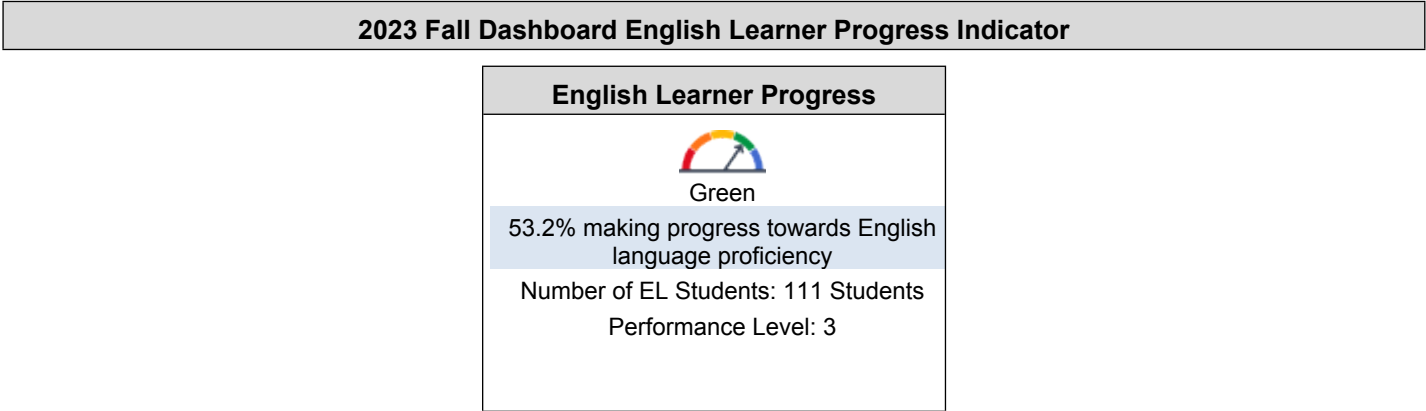 2023 Fall Dashboard English Learner Progress Indicator
English Learner Progress
Green
53.2% making progress towards English
language proficiency
Number of EL Students: 111 Students
Performance Level: 3